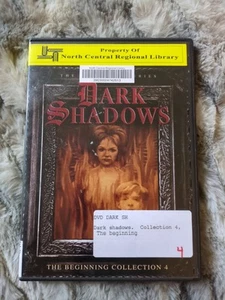 Property Of
North Central Regional Library
DARK
SHADOWS
DVD DARK SH
Dark shadows. Collection 4,
The beginning
4
THE BEGINNING COLLECTION 4